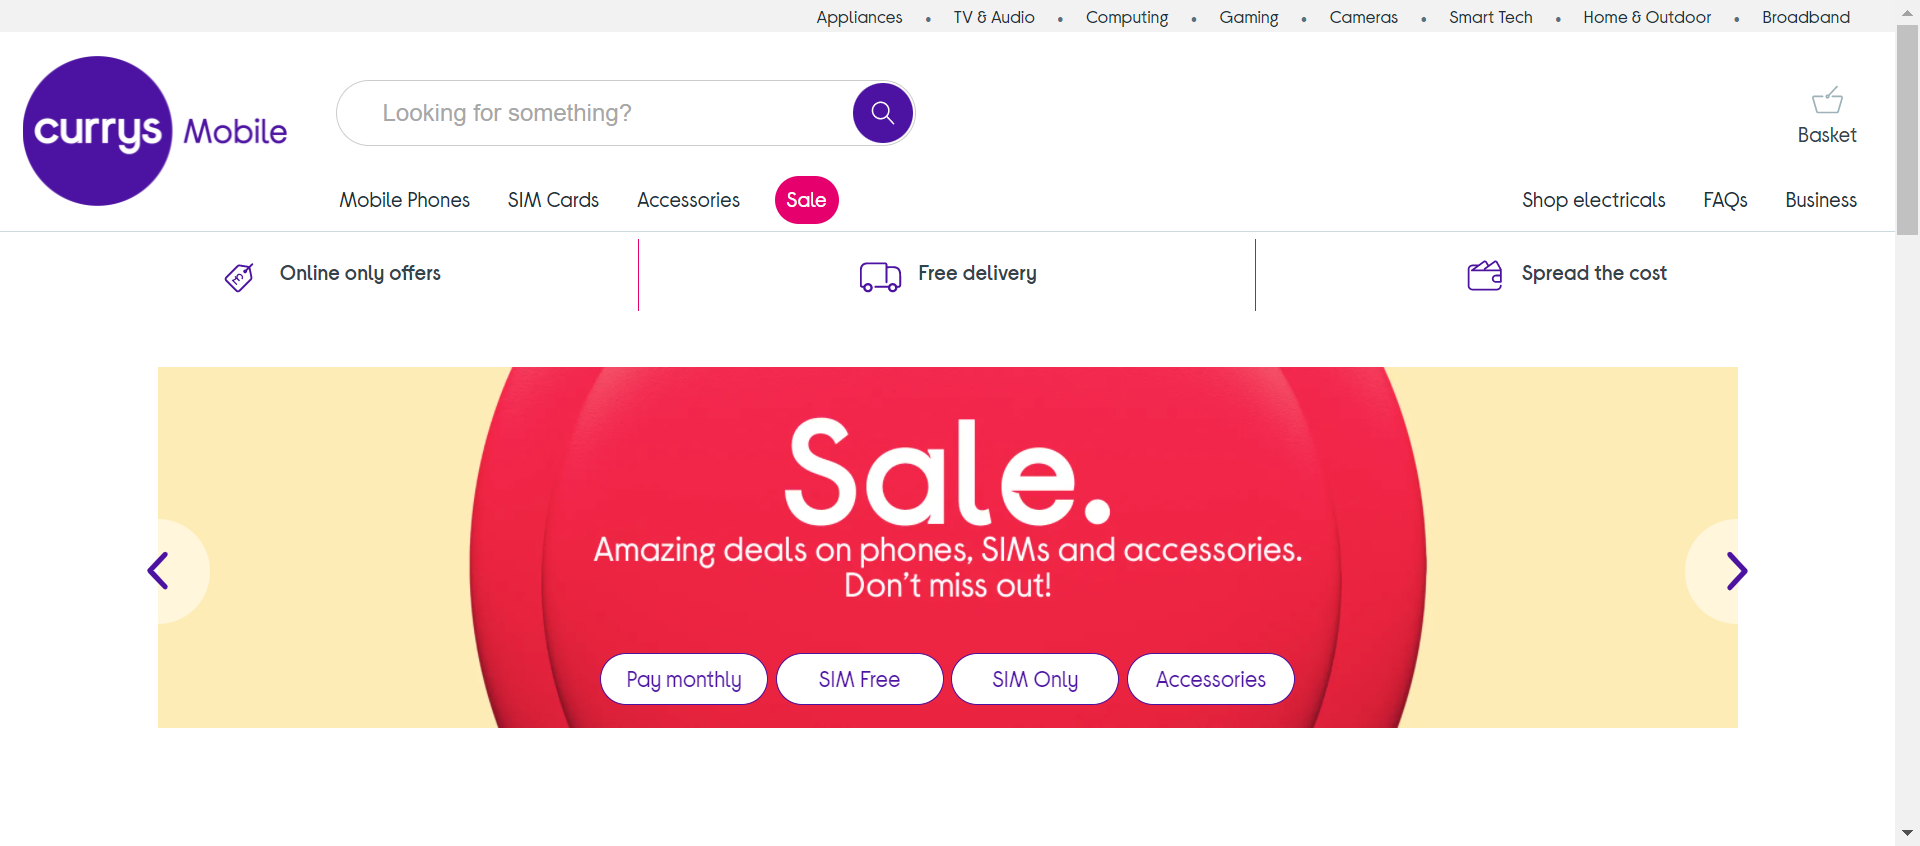 Appliances • TV & Audio • Computing • Gaming • Cameras • Smart Tech • Home & Outdoor • Broadband
currys Mobile
Looking for something?
Basket
Mobile Phones SIM Cards Accessories Sale Shop electricals FAQs Business
Online only offers Free delivery Spread the cost
Sale.
Amazing deals on phones, SIMs and accessories.
Don't miss out!
Pay monthly SIM Free SIM Only Accessories